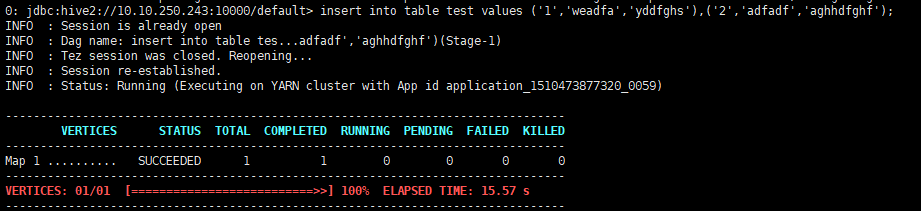 0: jdbc:hive2://10.10.250.243:10000/default> insert into table test values ('1','weadfa','yddfghs'),('2','adfadf','aghhdfghf');
INFO  : Session is already open
INFO  : Dag name: insert into table tes...adfadf','aghhdfghf')(Stage-1)
INFO  : Tez session was closed. Reopening...
INFO  : Session re-established.
INFO  : Status: Running (Executing on YARN cluster with App id application_1510473877320_0059)
--------------------------------------------------------------------------------
VERTICES STATUS TOTAL COMPLETED RUNNING PENDING FAILED KILLED
--------------------------------------------------------------------------------
Map 1 .......... SUCCEEDED 1 1 0 0 0 0
--------------------------------------------------------------------------------
VERTICES: 01/01 [==========================>>] 100% ELAPSED TIME: 15.57 s
--------------------------------------------------------------------------------